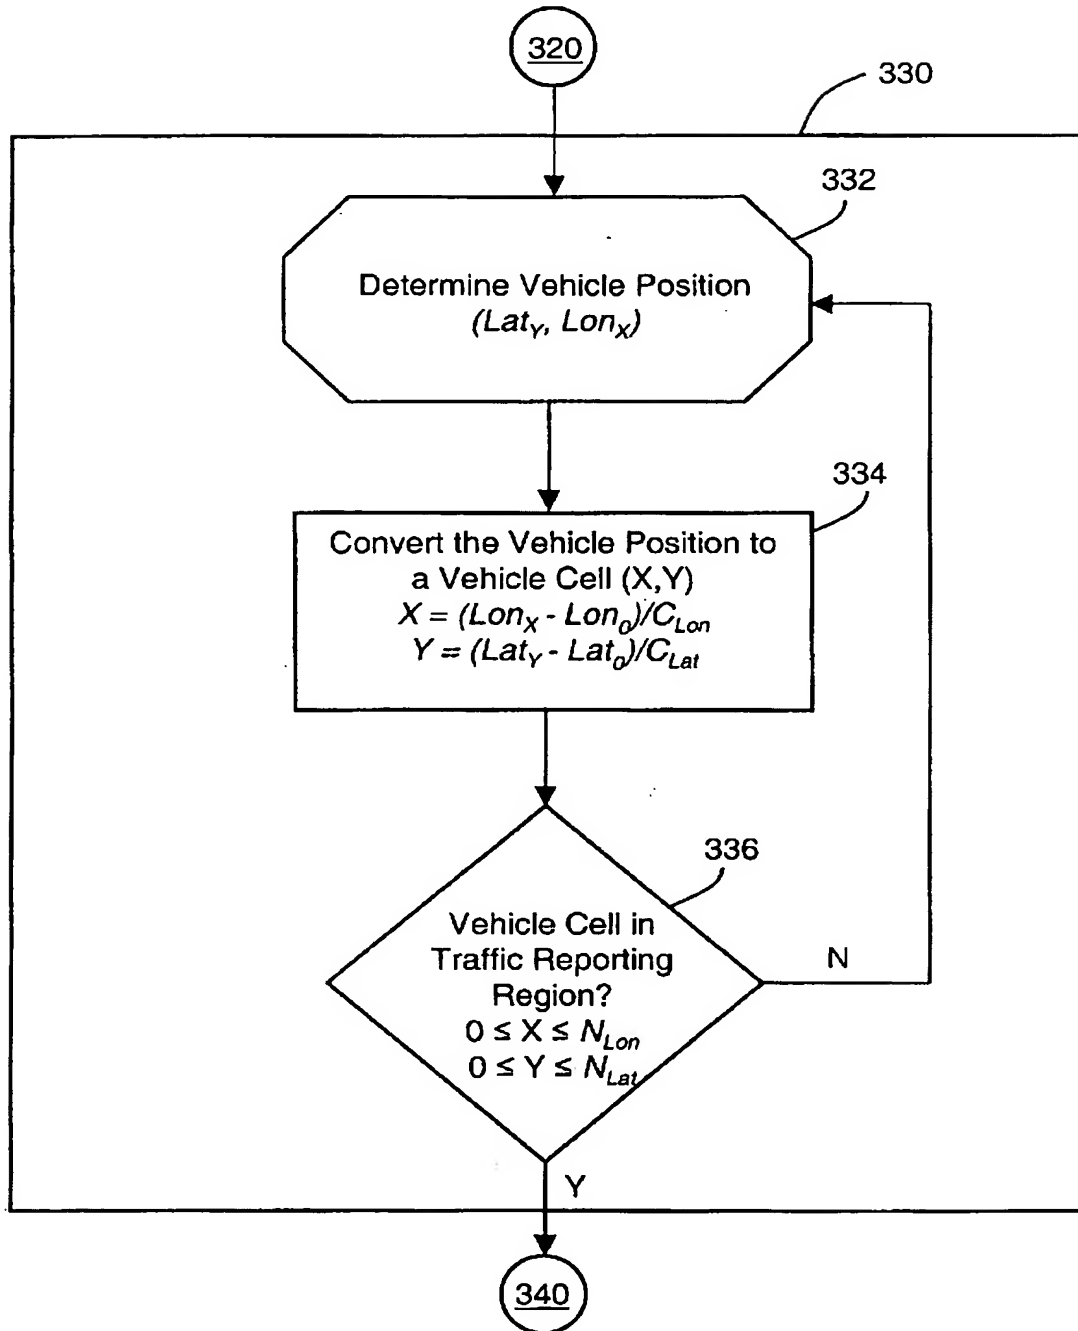 320
330
332
Determine Vehicle Position
(Lat_Y, Lon_X)
334
Convert the Vehicle Position to
a Vehicle Cell (X,Y)
X = (Lon_X - Lon_0)/C_Lon
Y = (Lat_Y - Lat_0)/C_Lat
336
Vehicle Cell in
Traffic Reporting
Region?
0 ≤ X ≤ N_Lon
0 ≤ Y ≤ N_Lat
N
Y
340